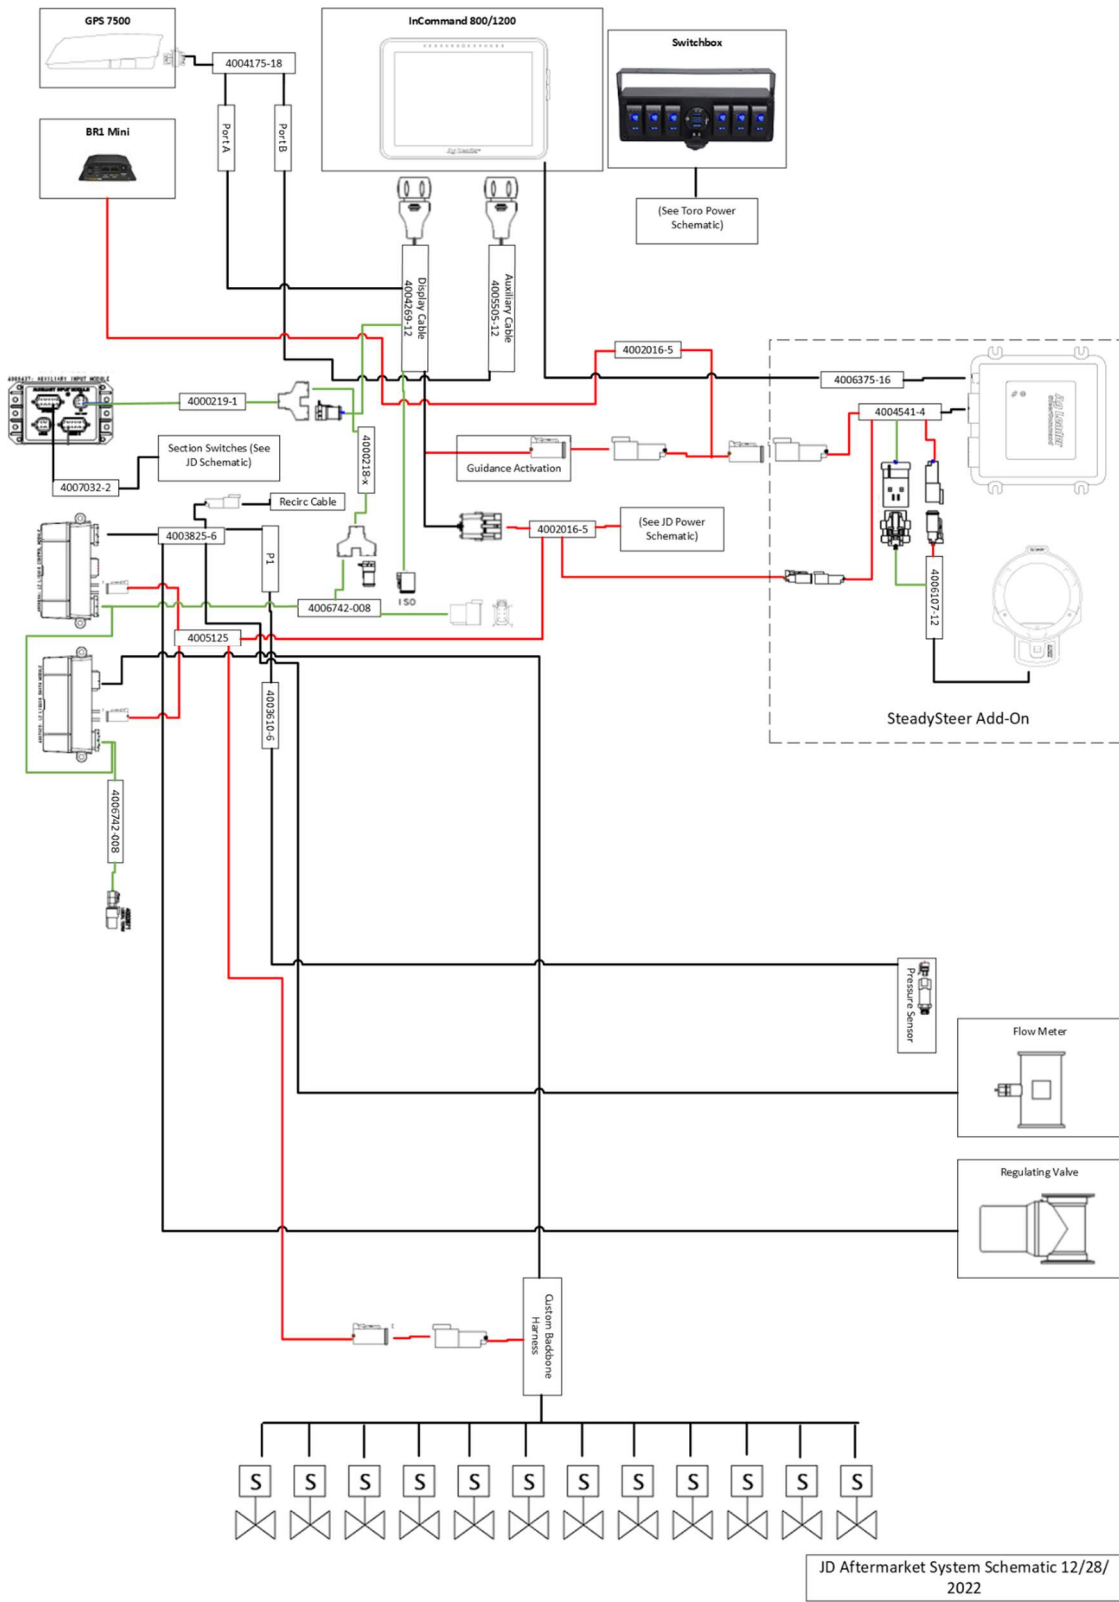 GPS 7500
InCommand 800/1200
Switchbox
4004175-18
Port A
Port B
BR1 Mini
Ag Leader
(See Toro Power
Schematic)
Display Cable
4004269-12
Auxiliary Cable
4005505-12
4002016-5
4006375-16
4000219-1
4004541-4
Ag Leader
Section Switches (See
JD Schematic)
4000218-x
Guidance Activation
4007032-2
Recirc Cable
4003825-6
P1
4002016-5
(See JD Power
Schematic)
ISO
4006742-008
4006107-12
4005125
4003610-6
SteadySteer Add-On
4006742-008
Pressure Sensor
Flow Meter
Regulating Valve
Custom Backbone
Harness
S S S S S S S S S S S S
JD Aftermarket System Schematic 12/28/
2022